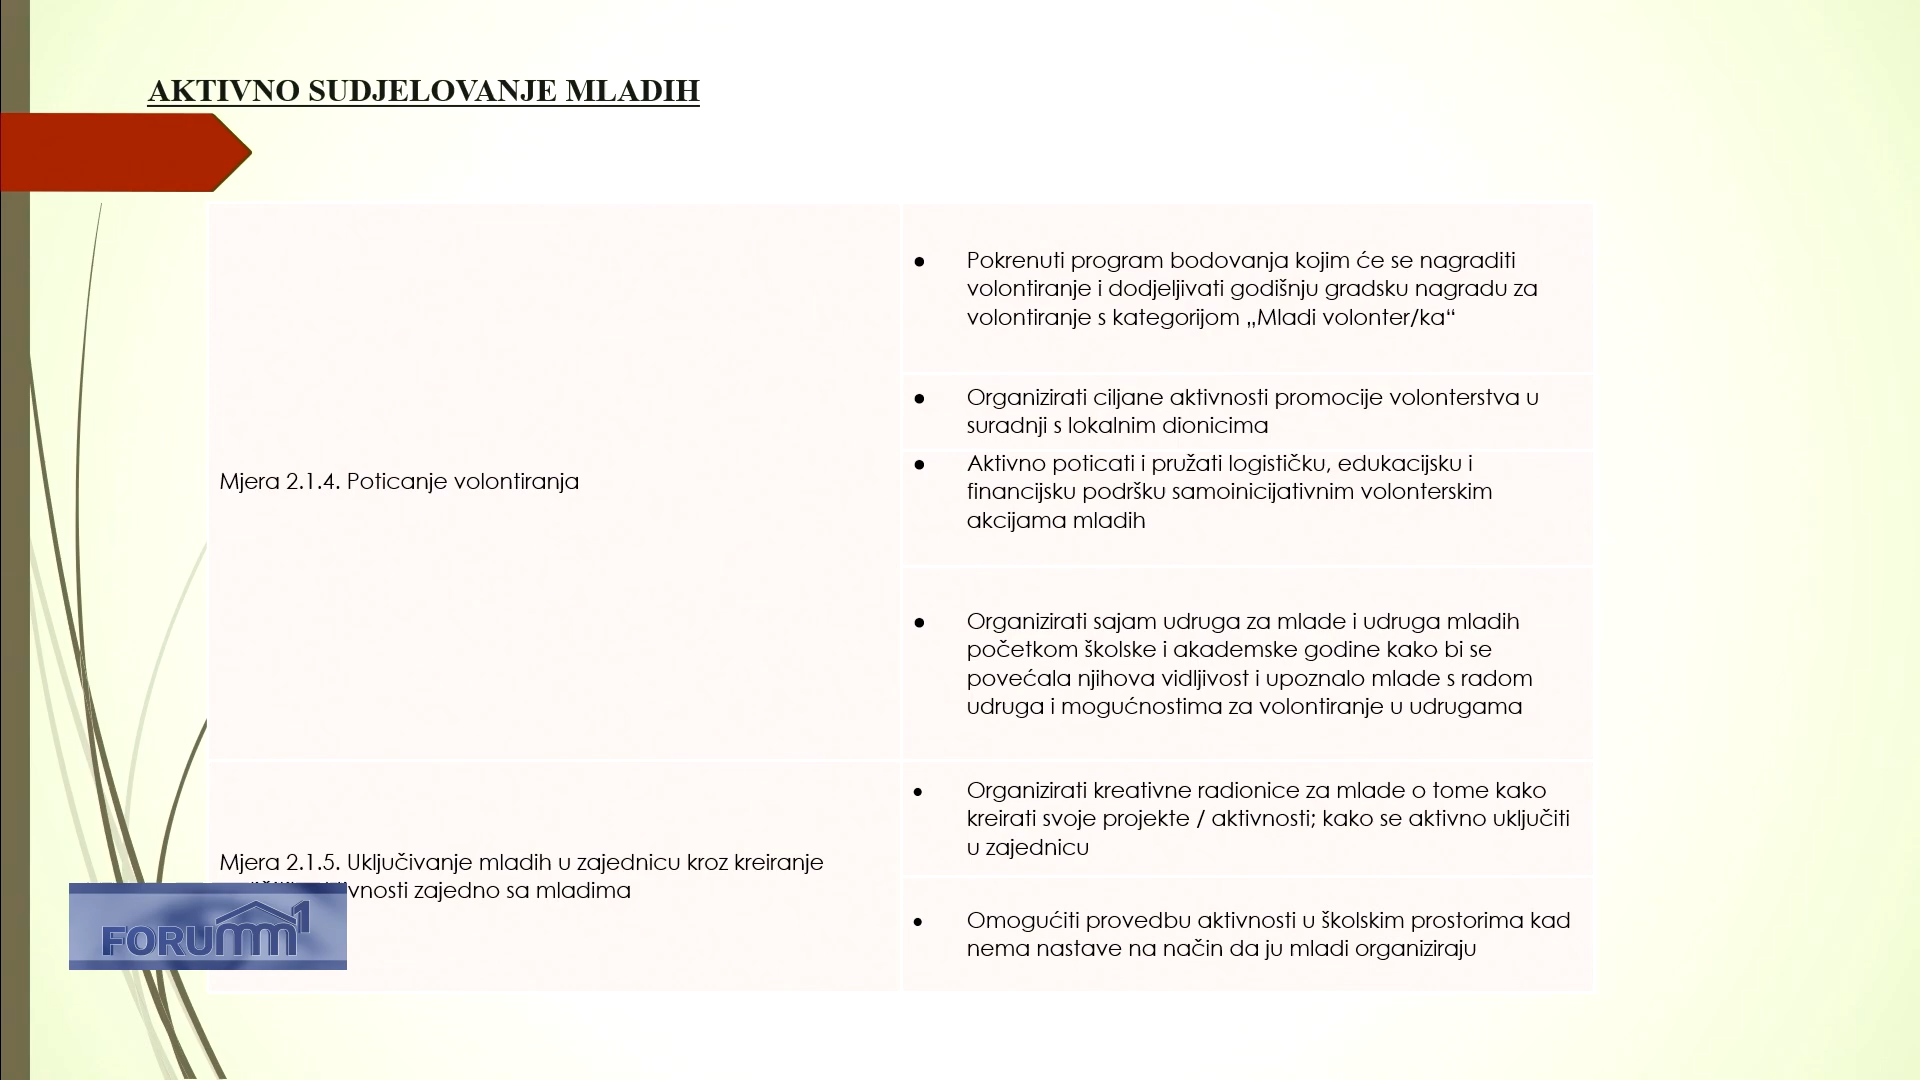 AKTIVNO SUDJELOVANJE MLADIH
Mjera 2.1.4. Poticanje volontiranja
● Pokrenuti program bodovanja kojim će se nagraditi
volontiranje i dodjeljivati godišnju gradsku nagradu za
volontiranje s kategorijom „Mladi volonter/ka“
● Organizirati ciljane aktivnosti promocije volonterstva u
suradnji s lokalnim dionicima
● Aktivno poticati i pružati logističku, edukacijsku i
financijsku podršku samoinicijativnim volonterskim
akcijama mladih
● Organizirati sajam udruga za mlade i udruga mladih
početkom školske i akademske godine kako bi se
povećala njihova vidljivost i upoznalo mlade s radom
udruga i mogućnostima za volontiranje u udrugama
Mjera 2.1.5. Uključivanje mladih u zajednicu kroz kreiranje
zajedno sa mladima
● Organizirati kreativne radionice za mlade o tome kako
kreirati svoje projekte / aktivnosti; kako se aktivno uključiti
u zajednicu
● Omogućiti provedbu aktivnosti u školskim prostorima kad
nema nastave na način da ju mladi organiziraju
FORUMM1